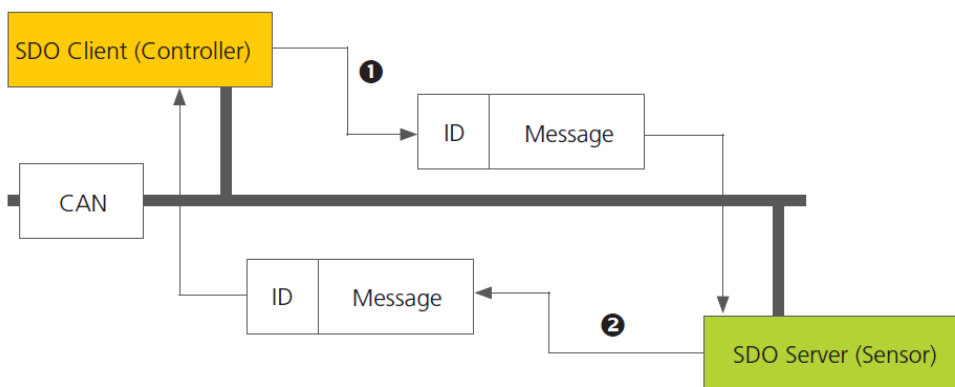 SDO Client (Controller)
❶
ID Message
CAN
ID Message
❷
SDO Server (Sensor)